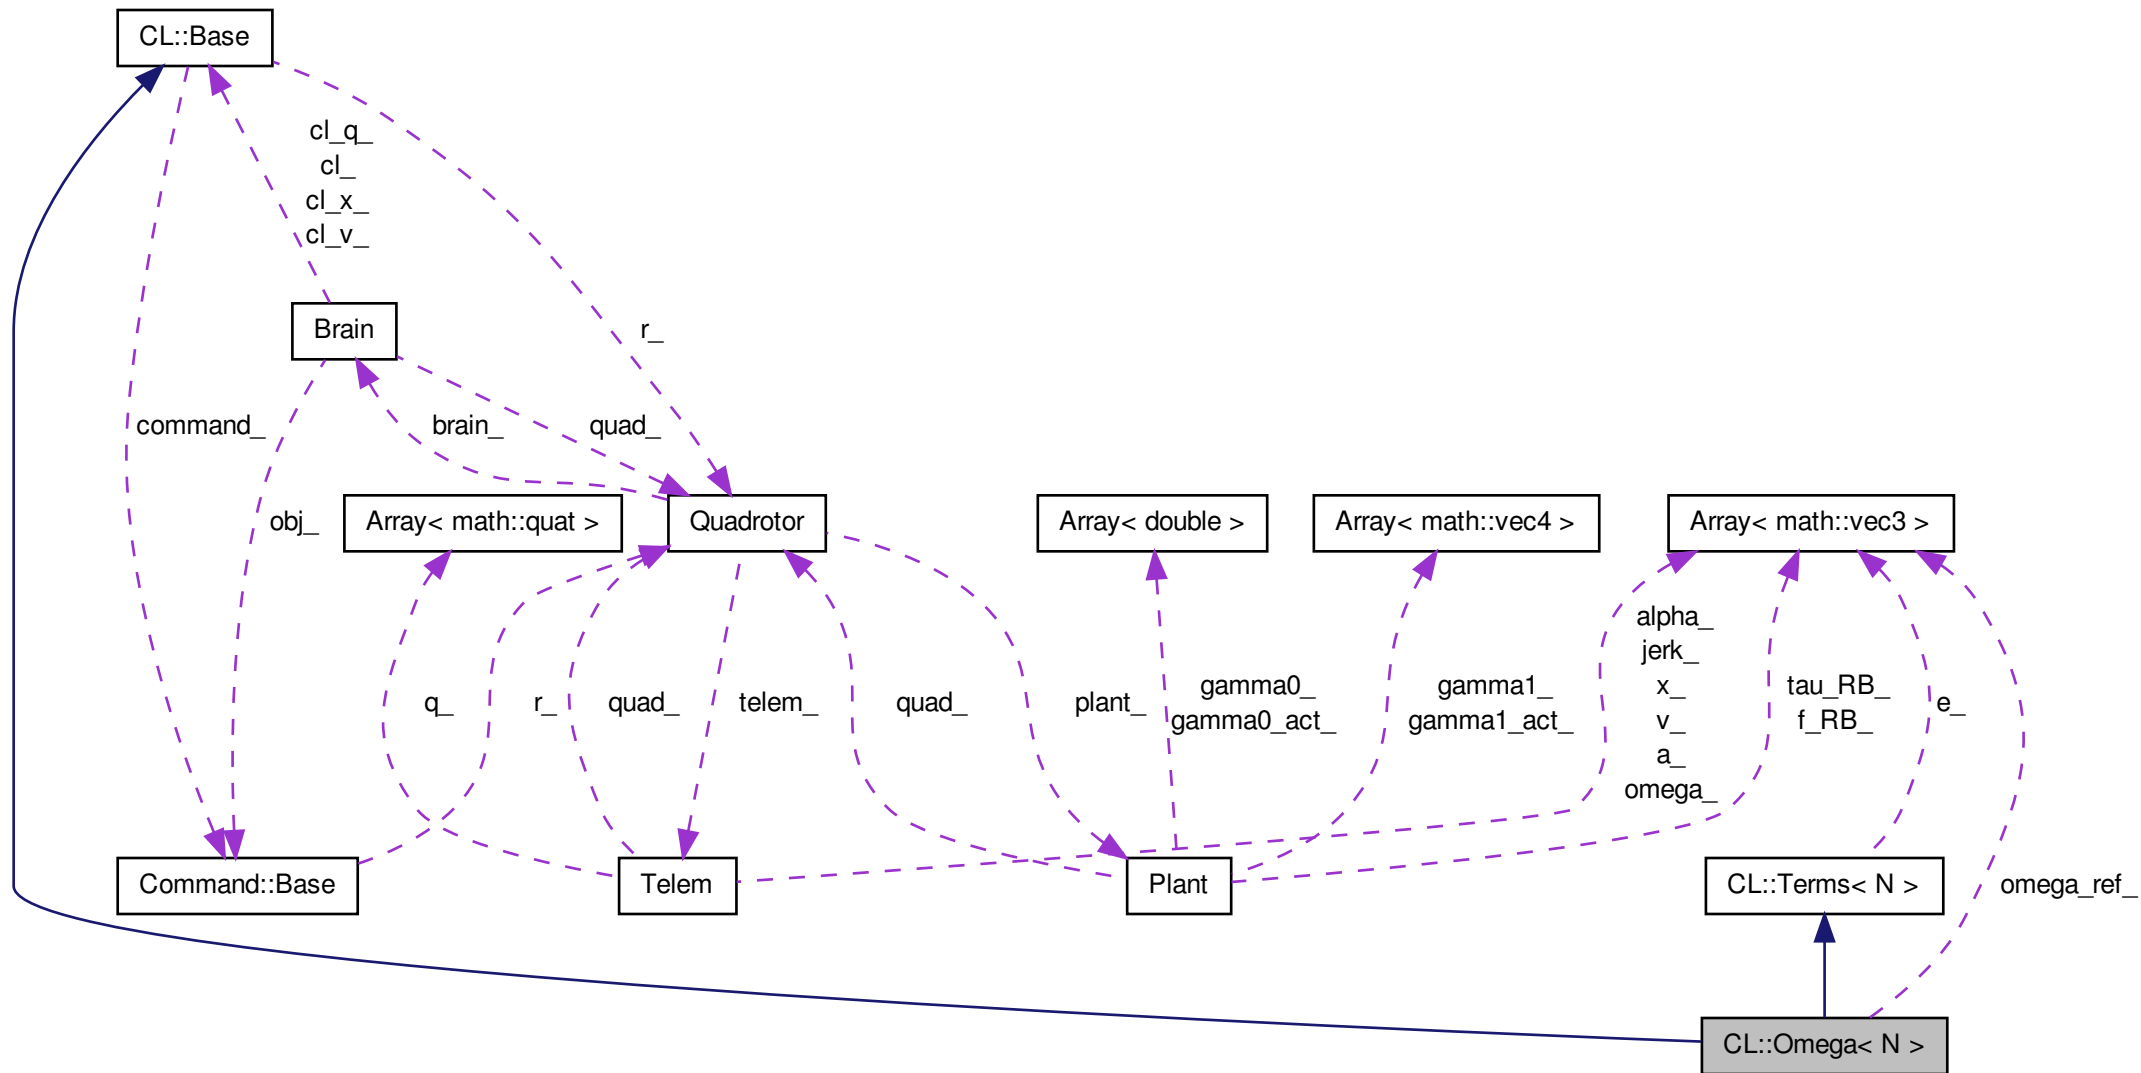 CL::Base
cl_q_
cl_
cl_x_
cl_v_
Brain
r_
command_
brain_
quad_
obj_
Array< math::quat >
Quadrotor
Array< double >
Array< math::vec4 >
Array< math::vec3 >
q_
r_
quad_
telem_
quad_
plant_
gamma0_
gamma0_act_
gamma1_
gamma1_act_
alpha_
jerk_
x_
v_
a_
omega_
tau_RB_
f_RB_
e_
Command::Base
Telem
Plant
CL::Terms< N >
omega_ref_
CL::Omega< N >